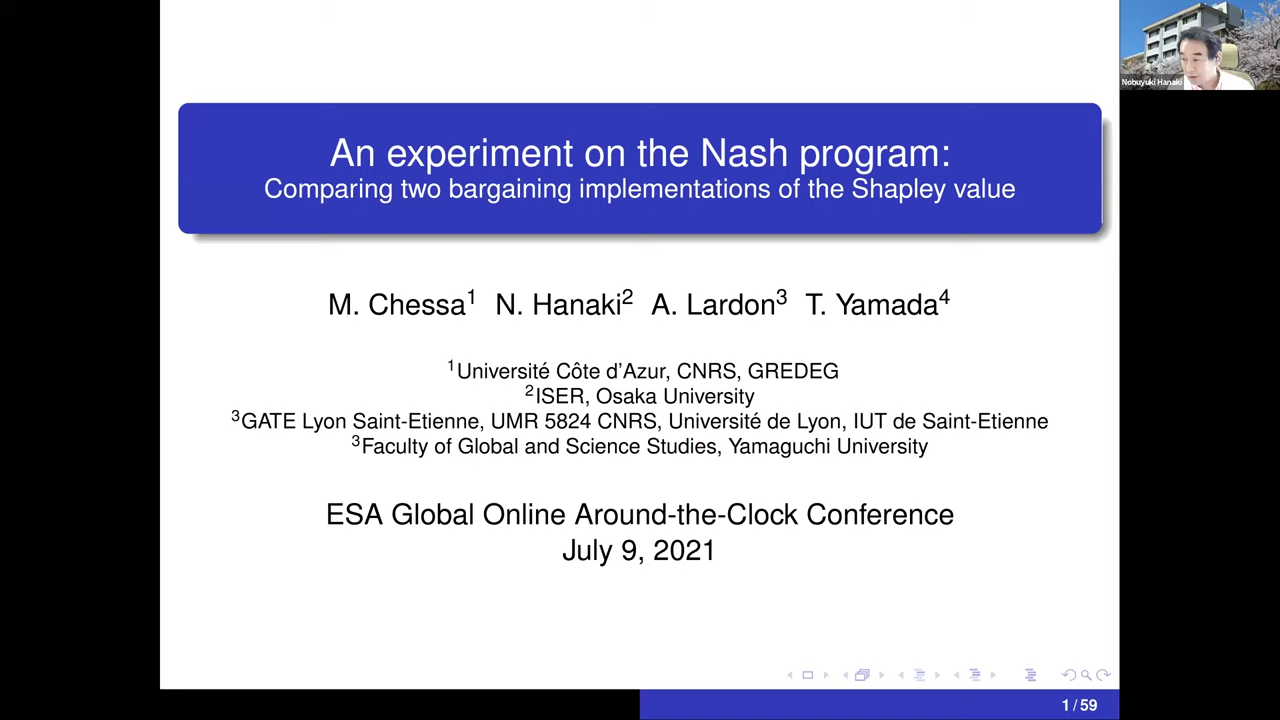 An experiment on the Nash program:
Comparing two bargaining implementations of the Shapley value
M. Chessa¹ N. Hanaki² A. Lardon³ T. Yamada⁴
¹Université Côte d'Azur, CNRS, GREDEG
²ISER, Osaka University
³GATE Lyon Saint-Etienne, UMR 5824 CNRS, Université de Lyon, IUT de Saint-Etienne
³Faculty of Global and Science Studies, Yamaguchi University
ESA Global Online Around-the-Clock Conference
July 9, 2021
1 / 59
Nobuyuki Hanaki